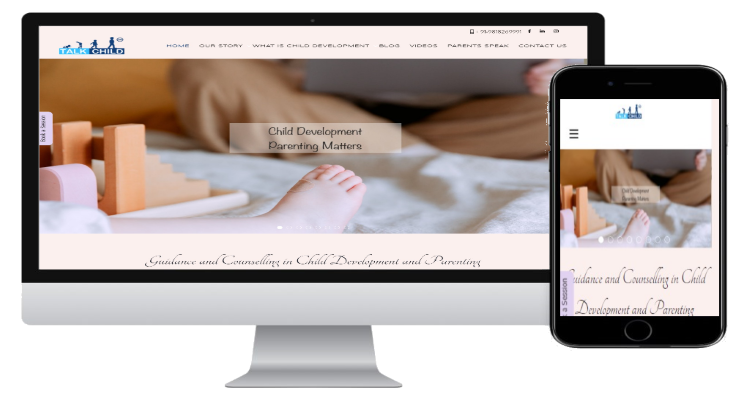 TALK CHILD
HOME OUR STORY WHAT IS CHILD DEVELOPMENT BLOG VIDEOS PARENTS SPEAK CONTACT US
Book a Session
Child Development
Parenting Matters
Guidance and Counselling in Child Development and Parenting
TALK CHILD
Child Development
Parenting Matters
Guidance and Counselling in Child
Development and Parenting
a Session